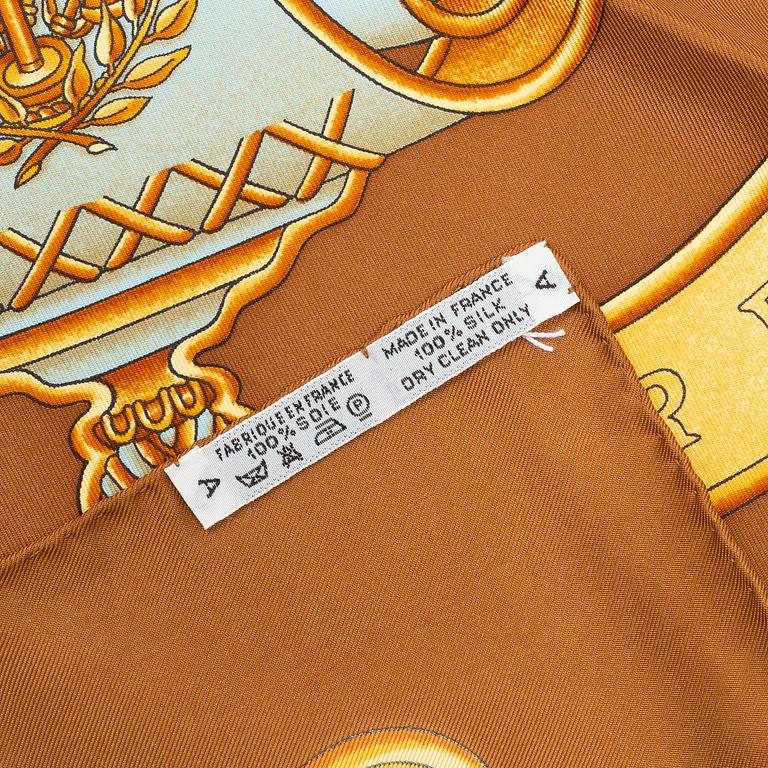 A
FABRIQUE EN FRANCE
100% SOIE
P
MADE IN FRANCE
100% SILK
DRY CLEAN ONLY
A
R